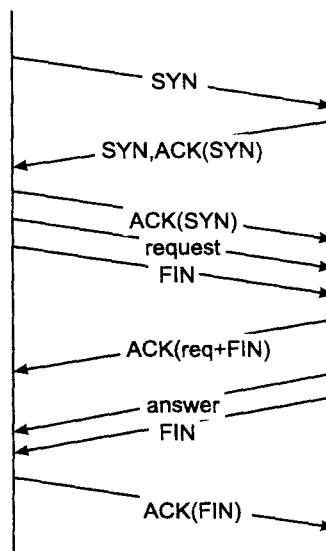 SYN
SYN,ACK(SYN)
ACK(SYN)
request
FIN
ACK(req+FIN)
answer
FIN
ACK(FIN)